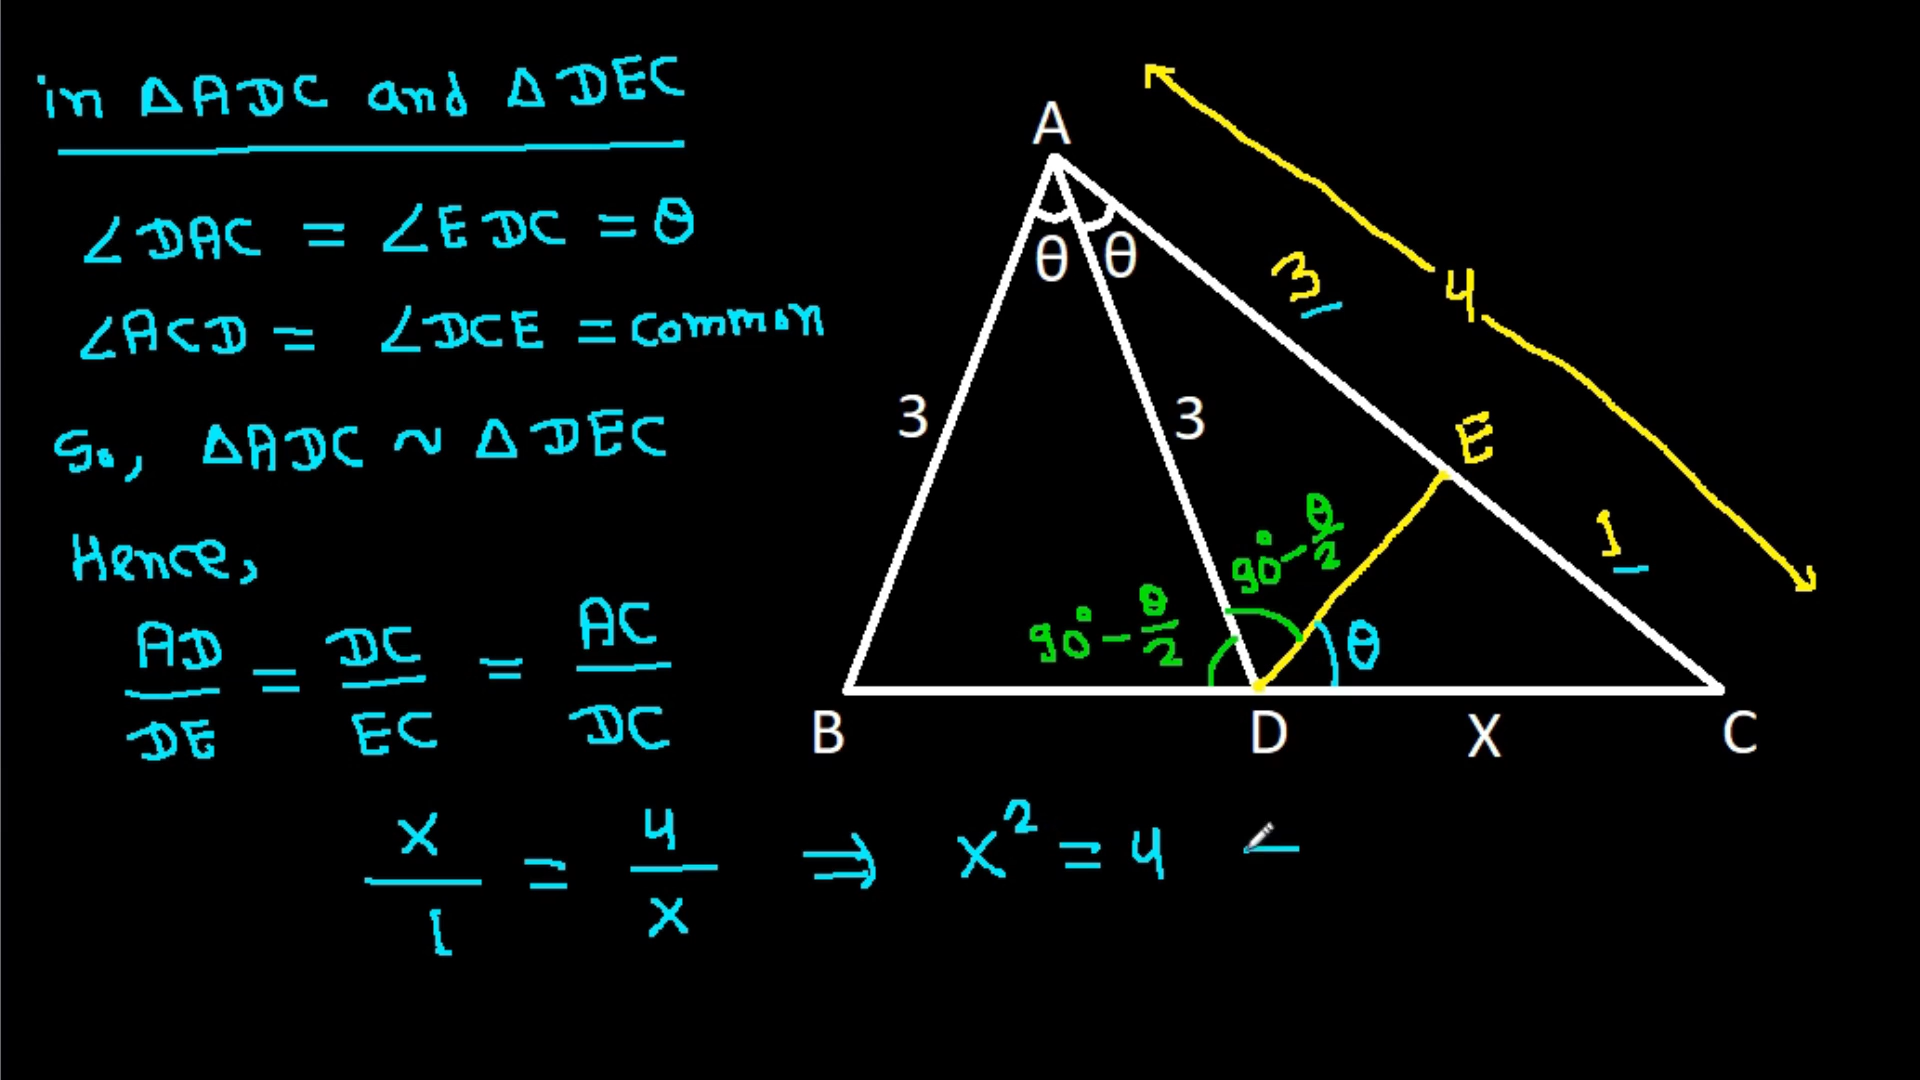 in ΔADC and ΔDEC
∠DAC = ∠EDC = θ
∠ACD = ∠DCE = common
So, ΔADC ~ ΔDEC
Hence,
AD/DE = DC/EC = AC/DC
x/1 = 4/x ⇒ x² = 4
A
θ θ
3
4
3
3
E
1
90° - θ/2
90° - θ/2
θ
B
D
X
C